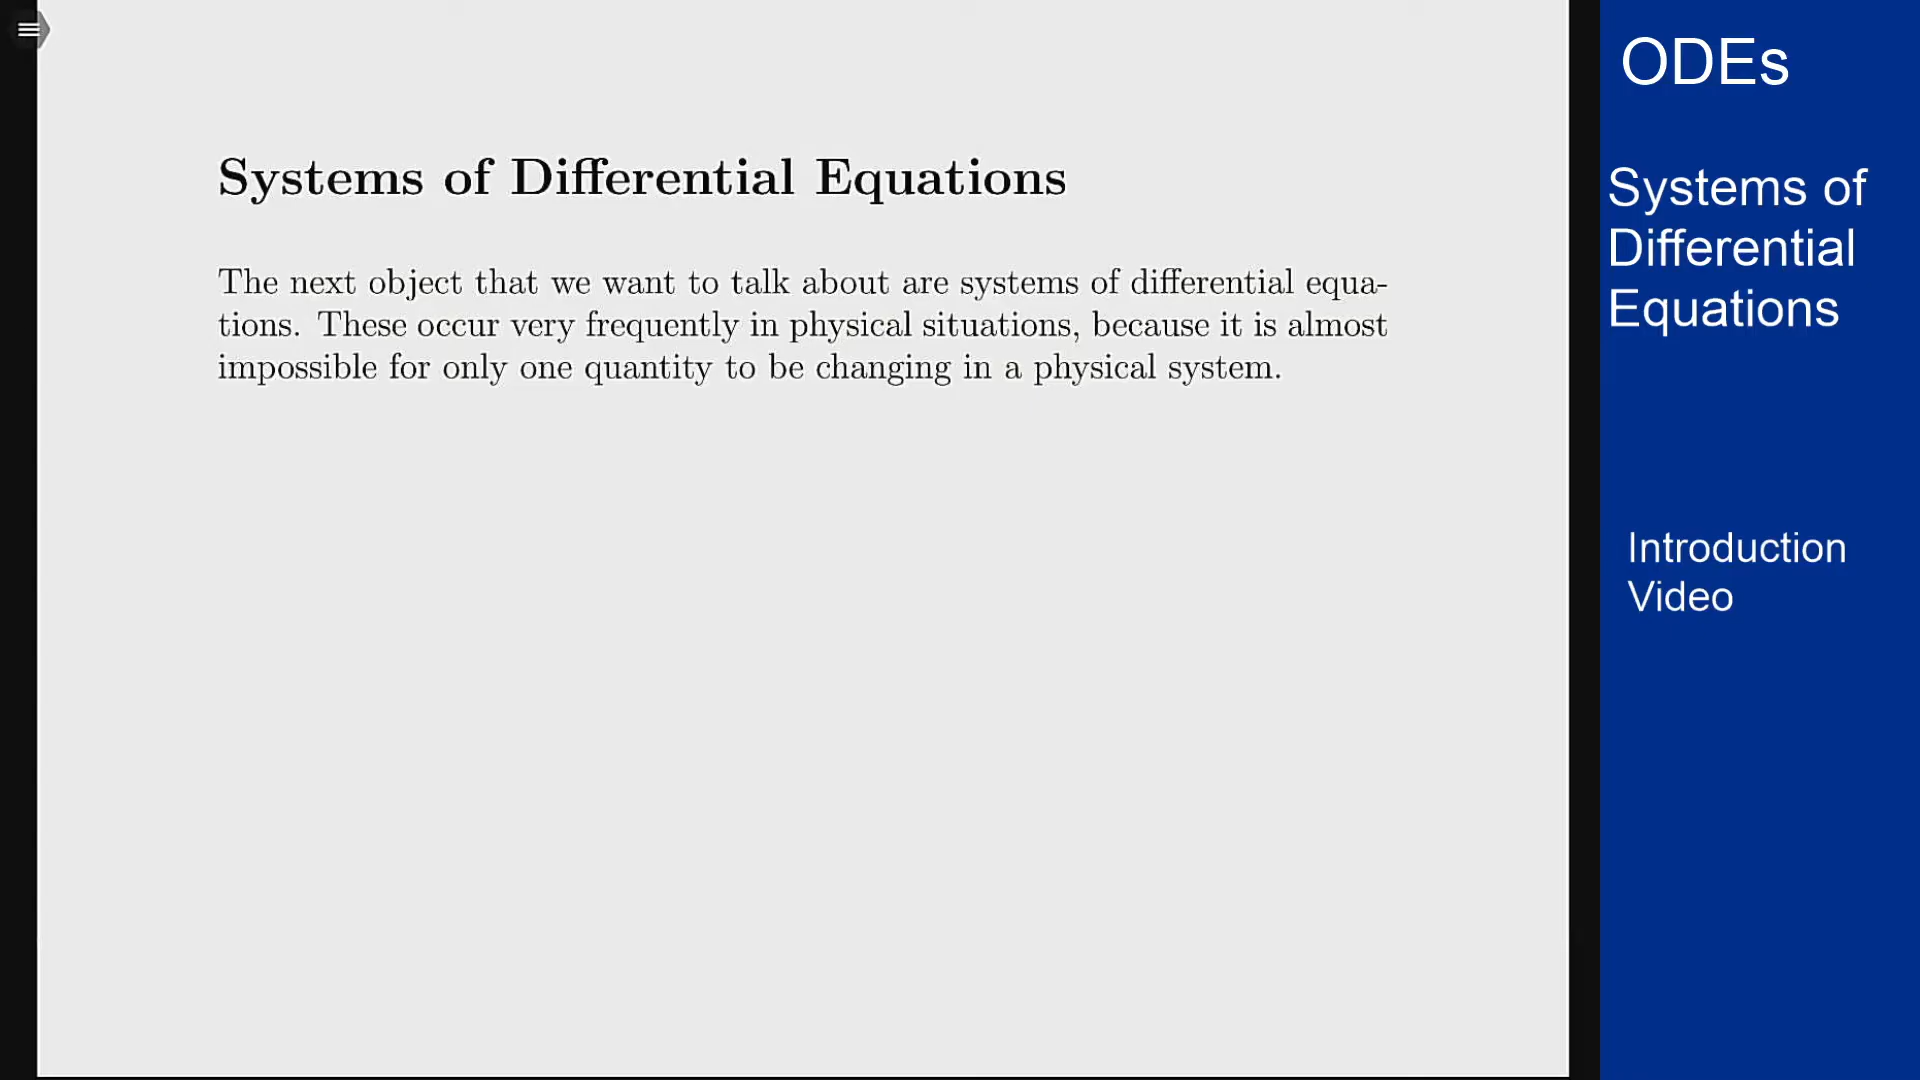 Systems of Differential Equations
The next object that we want to talk about are systems of differential equa-
tions. These occur very frequently in physical situations, because it is almost
impossible for only one quantity to be changing in a physical system.
ODEs
Systems of
Differential
Equations
Introduction
Video